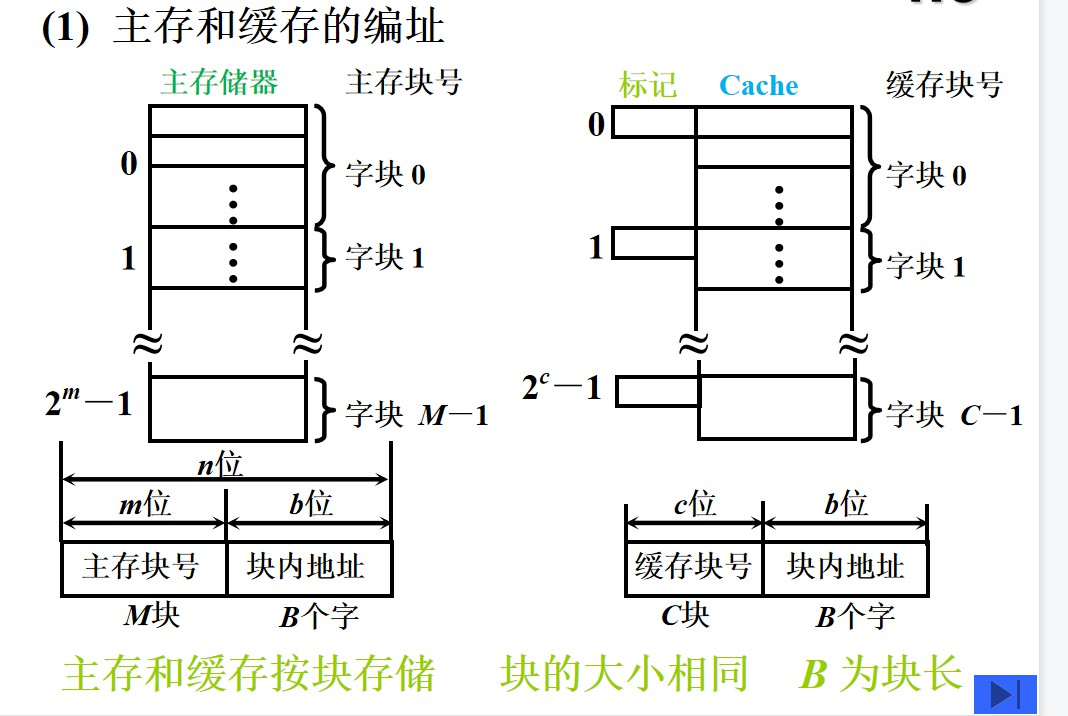 (1) 主存和缓存的编址
主存储器 主存块号 标记 Cache 缓存块号
0 字块 0 0 字块 0
1 字块 1 1 字块 1
2^m－1 字块 M－1 2^c－1 字块 C－1
n位
m位 b位 c位 b位
主存块号 块内地址 缓存块号 块内地址
M块 B个字 C块 B个字
主存和缓存按块存储 块的大小相同 B 为块长